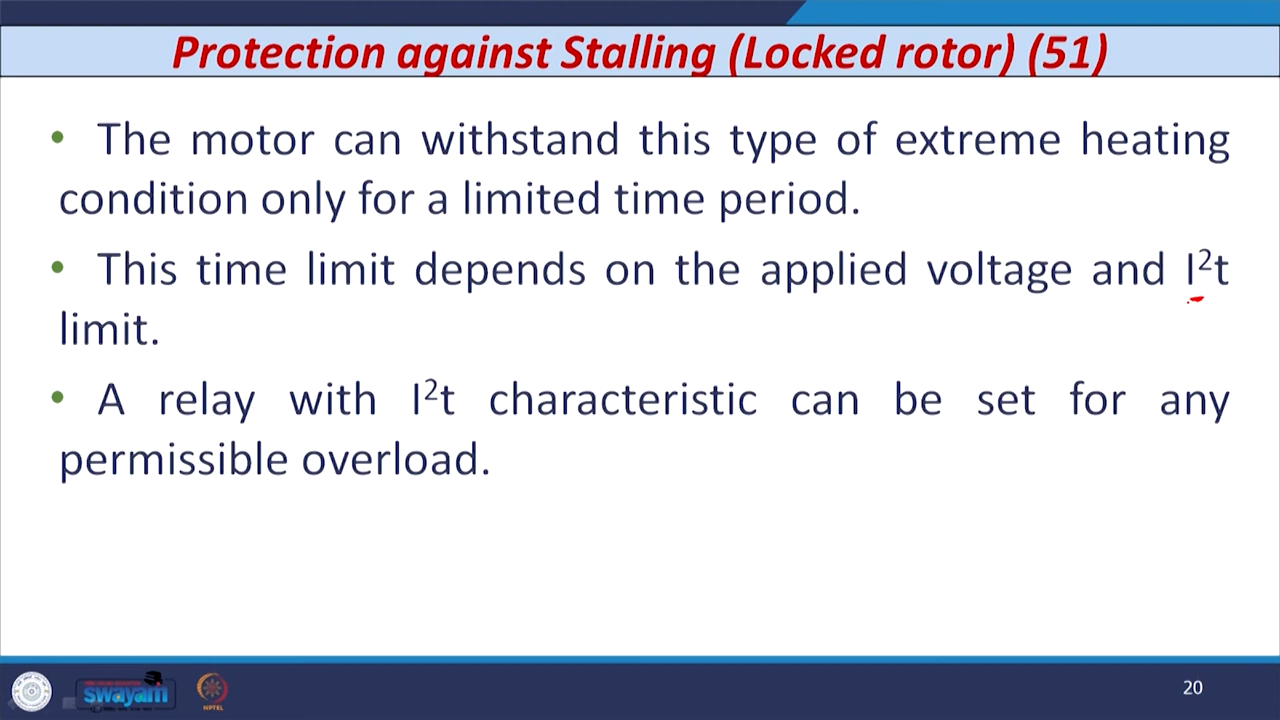 Protection against Stalling (Locked rotor) (51)
• The motor can withstand this type of extreme heating
condition only for a limited time period.
• This time limit depends on the applied voltage and I²t
limit.
• A relay with I²t characteristic can be set for any
permissible overload.
swayam
NPTEL
20